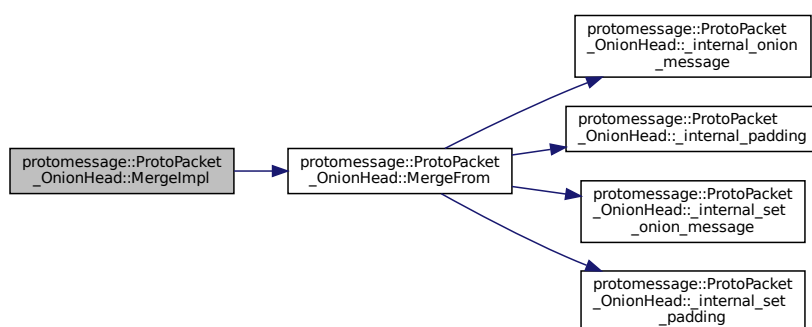 protomessage::ProtoPacket
_OnionHead::MergeImpl
protomessage::ProtoPacket
_OnionHead::MergeFrom
protomessage::ProtoPacket
_OnionHead::_internal_onion
_message
protomessage::ProtoPacket
_OnionHead::_internal_padding
protomessage::ProtoPacket
_OnionHead::_internal_set
_onion_message
protomessage::ProtoPacket
_OnionHead::_internal_set
_padding